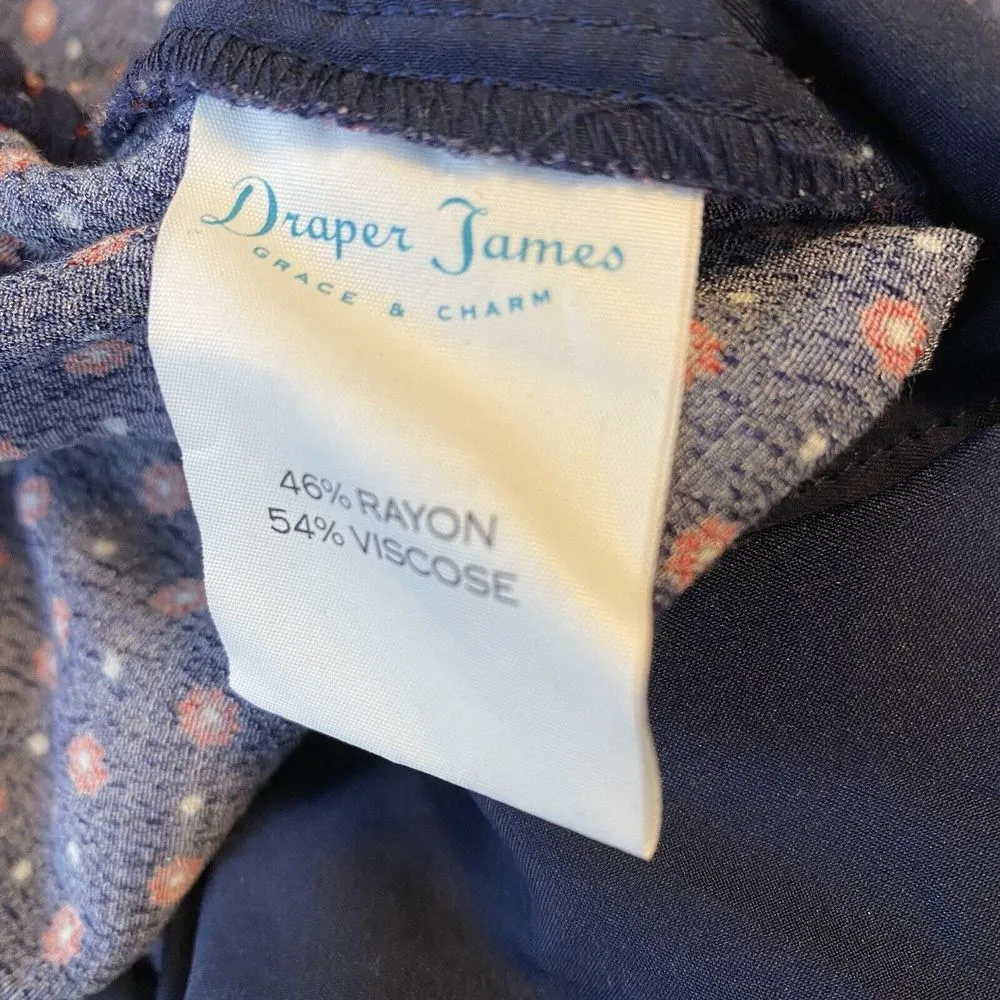 Draper James
GRACE & CHARM
46% RAYON
54% VISCOSE